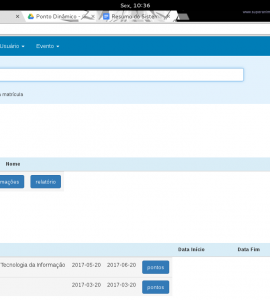 Sex, 10:36
Ponto Dinâmico - × Resumo do Sistem ×
Usuário Evento
matrícula
Nome
mações relatório
Data Início Data Fim
Tecnologia da Informação 2017-05-20 2017-06-20 pontos
2017-03-20 2017-03-20 pontos